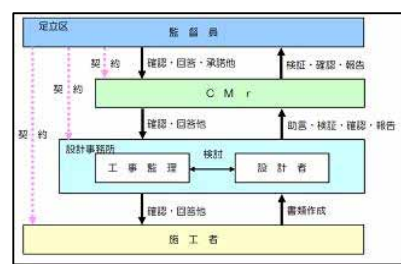 足立区
監 督 員
契 約
確認・回答・承諾他
検証・確認・報告
契 約
C M r
契 約
確認・回答他
助言・検証・確認・報告
設計事務所
工 事 監 理
検討
設 計 者
確認・回答他
書類作成
施 工 者